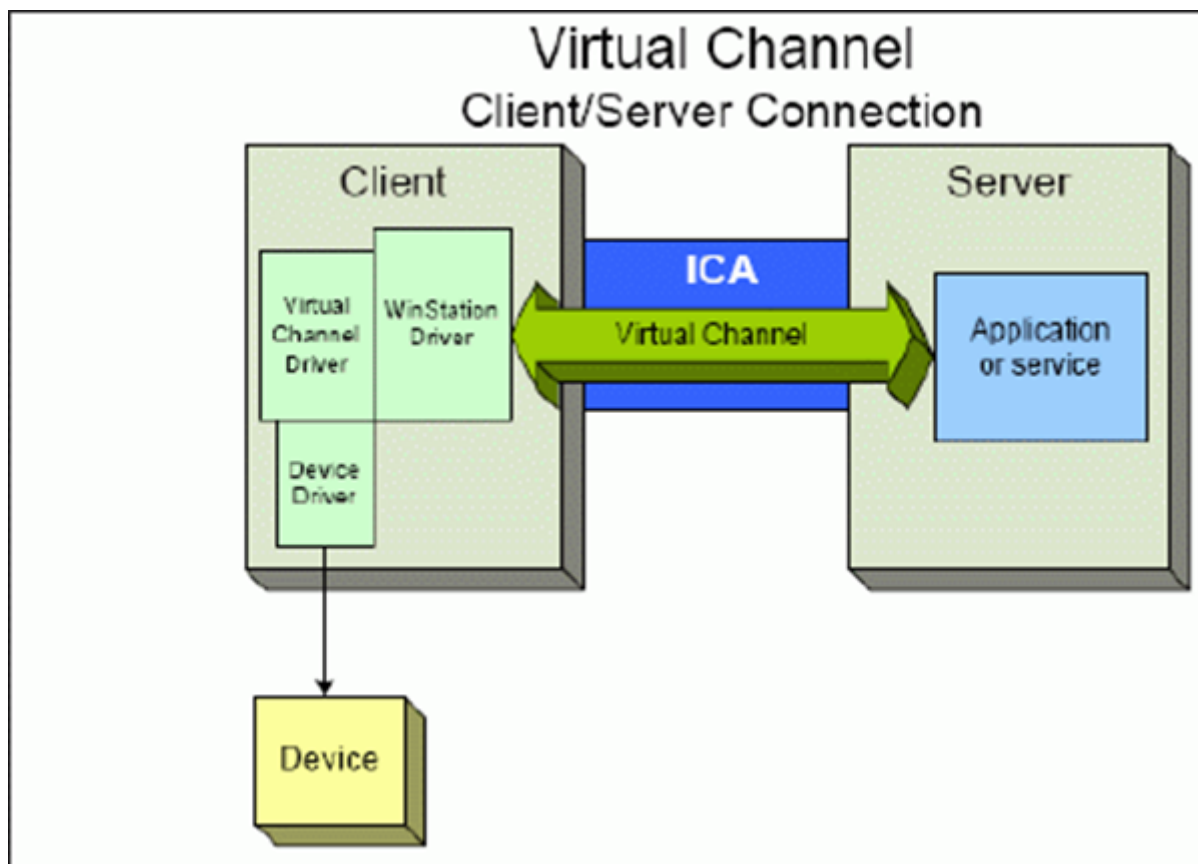 Virtual Channel
Client/Server Connection
Client
Server
ICA
Virtual
Channel
Driver
WinStation
Driver
Virtual Channel
Application
or service
Device
Driver
Device